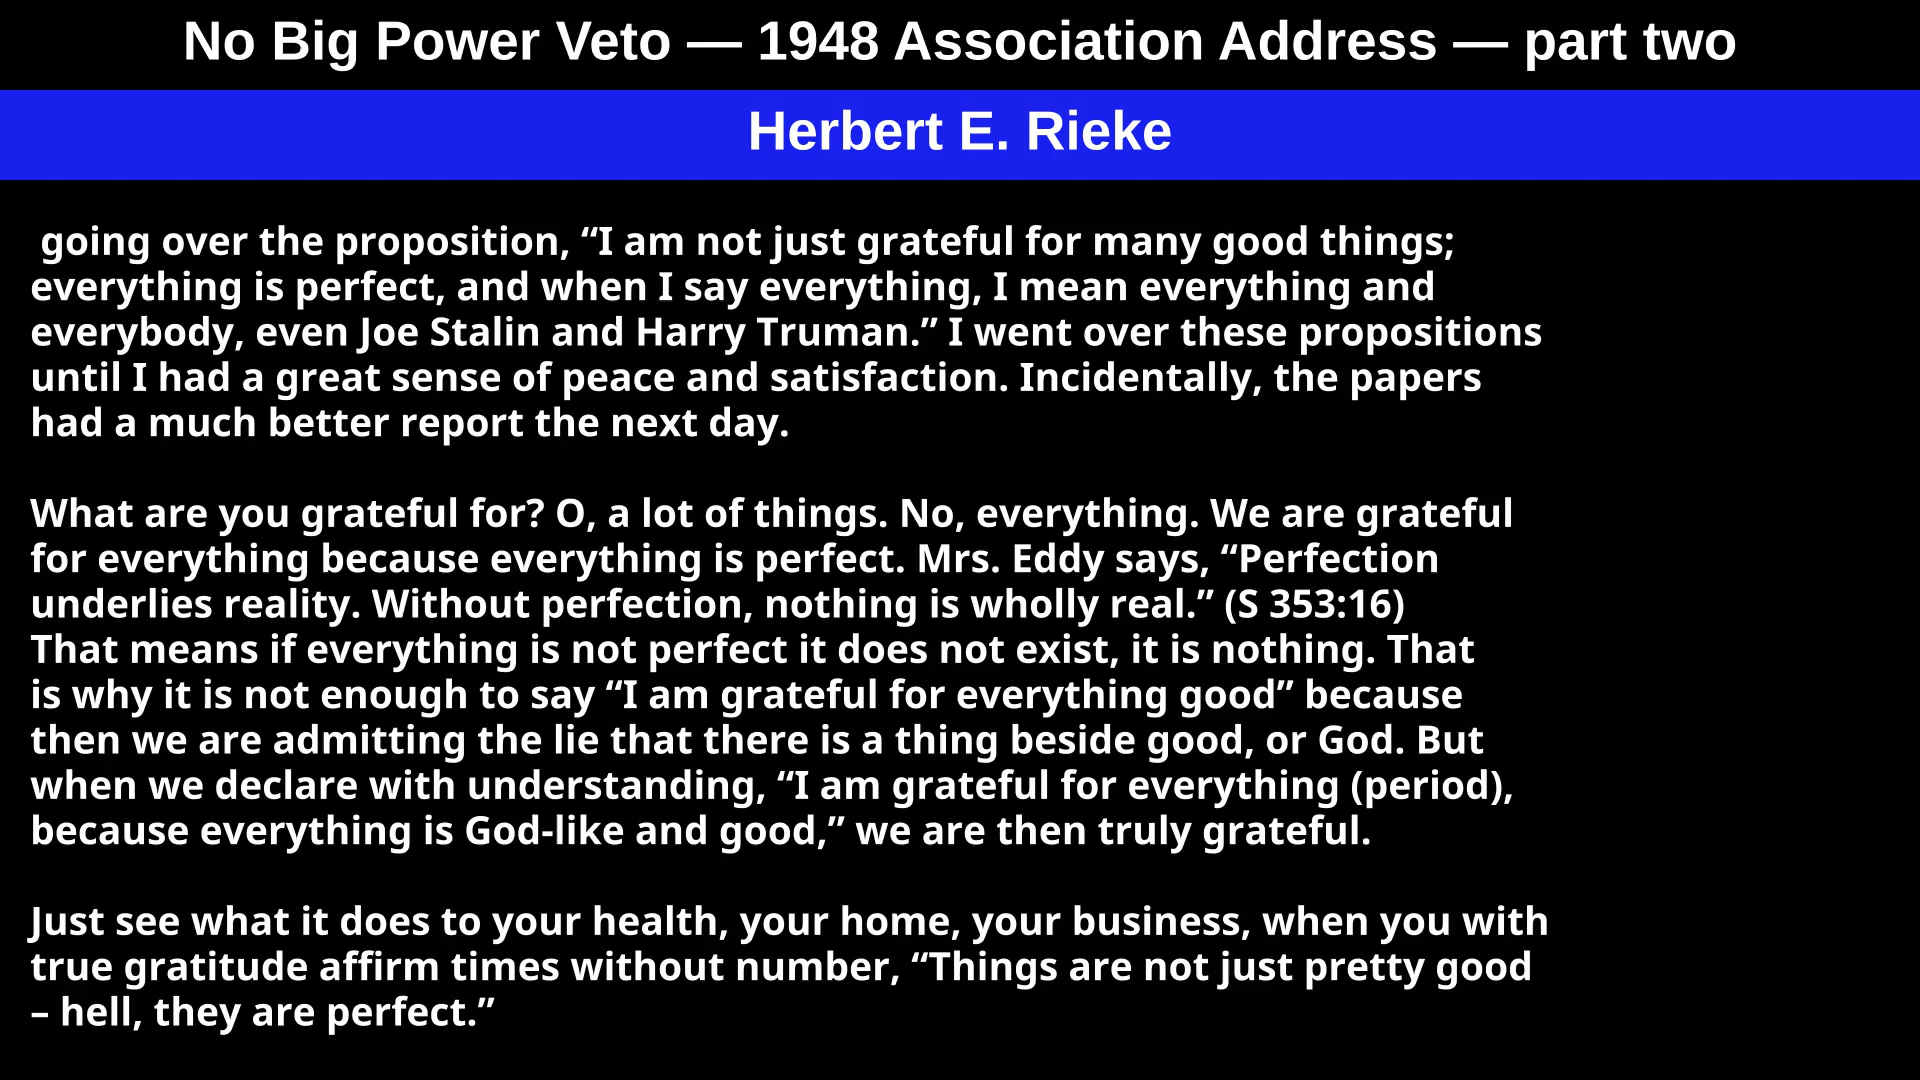 No Big Power Veto — 1948 Association Address — part two
Herbert E. Rieke
going over the proposition, “I am not just grateful for many good things;
everything is perfect, and when I say everything, I mean everything and
everybody, even Joe Stalin and Harry Truman.” I went over these propositions
until I had a great sense of peace and satisfaction. Incidentally, the papers
had a much better report the next day.
What are you grateful for? O, a lot of things. No, everything. We are grateful
for everything because everything is perfect. Mrs. Eddy says, “Perfection
underlies reality. Without perfection, nothing is wholly real.” (S 353:16)
That means if everything is not perfect it does not exist, it is nothing. That
is why it is not enough to say “I am grateful for everything good” because
then we are admitting the lie that there is a thing beside good, or God. But
when we declare with understanding, “I am grateful for everything (period),
because everything is God-like and good,” we are then truly grateful.
Just see what it does to your health, your home, your business, when you with
true gratitude affirm times without number, “Things are not just pretty good
– hell, they are perfect.”